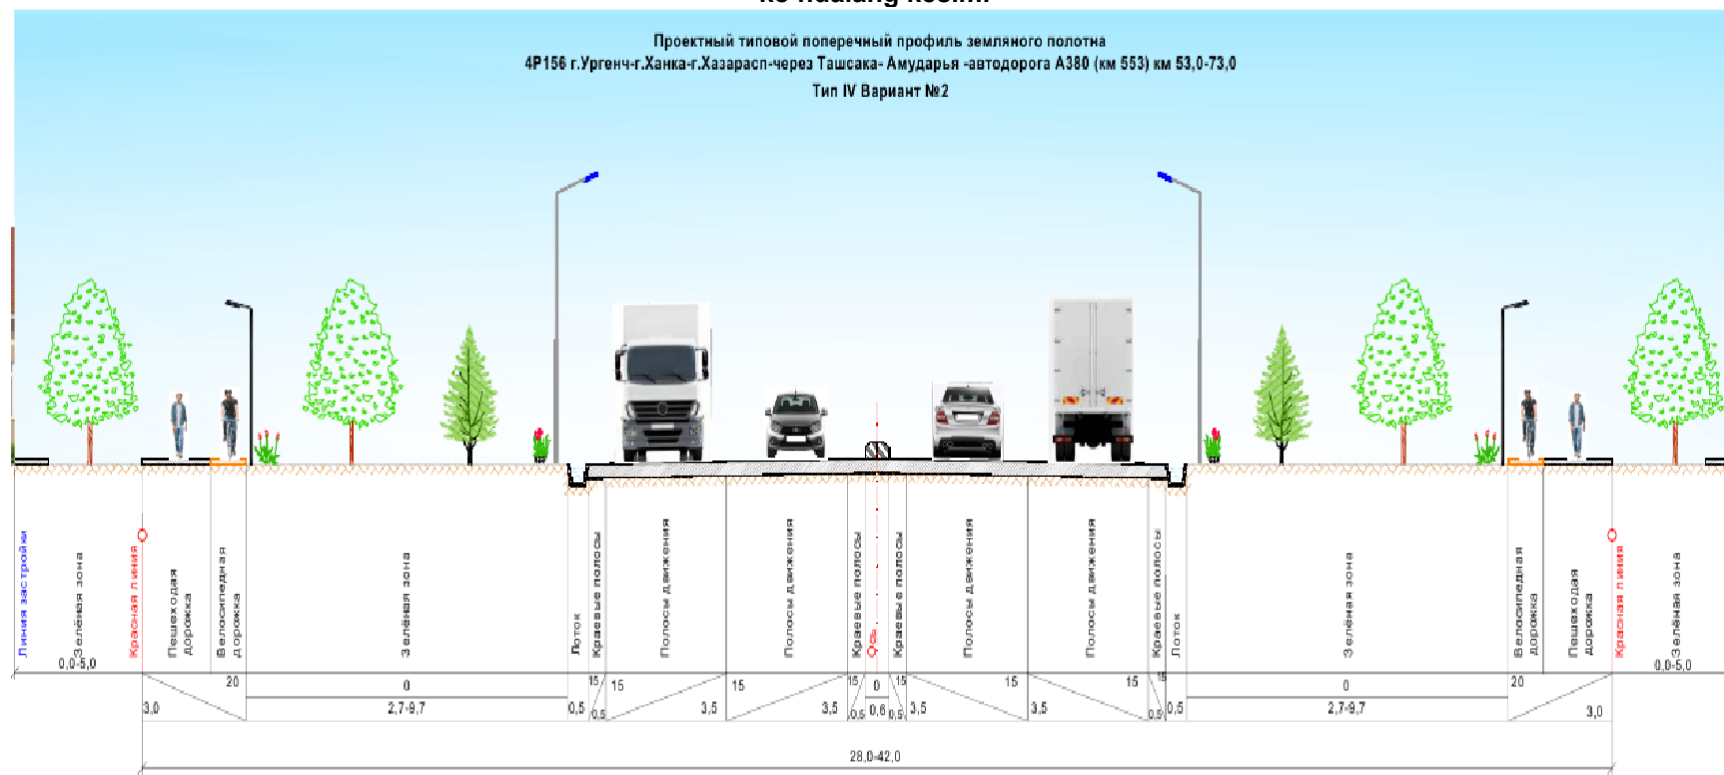 Проектный типовой поперечный профиль земляного полотна
4Р156 г.Ургенч-г.Ханка-г.Хазарасп-через Ташсака- Амударья -автодорога А380 (км 553) км 53,0-73,0
Тип IV Вариант №2
Линия застройки
Зелёная зона
Красная линия
Пешеходая
дорожка
Велосипедная
дорожка
Зелёная зона
Лоток
Краевые полосы
Полосы движения
Полосы движения
Краевые полосы
Ось
Краевые полосы
Полосы движения
Полосы движения
Краевые полосы
Лоток
Зелёная зона
Велосипедная
дорожка
Пешеходая
дорожка
Красная линия
Зелёная зона
0,0-5,0 0,0-5,0
20 0 15 15 15 15 0 15 15 15 15 0 20
3,0 2,7-9,7 0,5 0,5 3,5 3,5 0,5 0,6 0,5 3,5 3,5 0,5 0,5 2,7-9,7 3,0
28,0-42,0